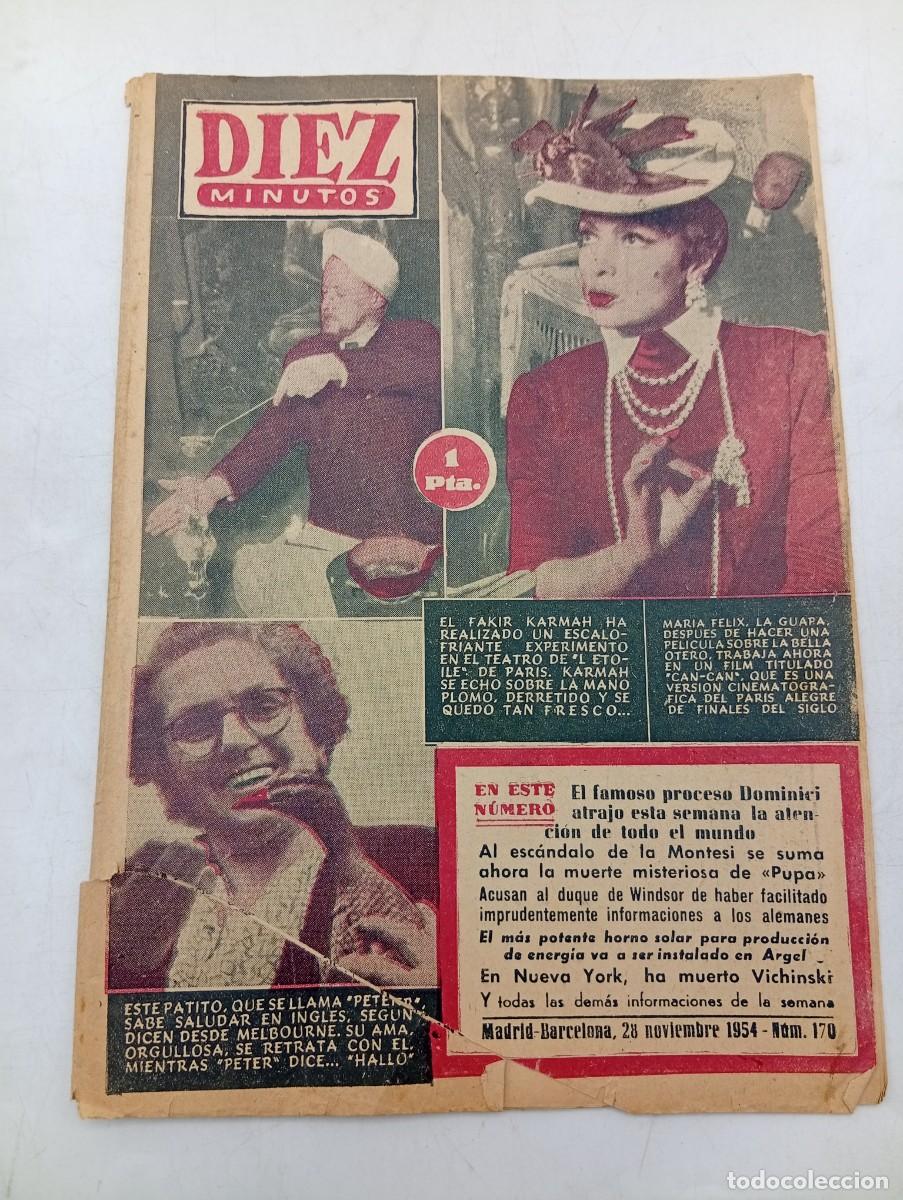 DIEZ
MINUTOS
1
Pta.
EL FAKIR KARMAH HA
REALIZADO UN ESCALO-
FRIANTE EXPERIMENTO
EN EL TEATRO DE "L ETO-
ILE" DE PARIS. KARMAH
SE ECHO SOBRE LA MANO
PLOMO, DERRETIDO Y SE
QUEDO TAN FRESCO...
MARIA FELIX, LA GUAPA,
DESPUES DE HACER UNA
PELICULA SOBRE LA BELLA
OTERO, TRABAJA AHORA
EN UN FILM TITULADO
"CAN-CAN", QUE ES UNA
VERSION CINEMATOGRA-
FICA DEL PARIS ALEGRE
DE FINALES DEL SIGLO
EN ESTE
NÚMERO
El famoso proceso Dominici
atrajo esta semana la aten-
ción de todo el mundo
Al escándalo de la Montesi se suma
ahora la muerte misteriosa de «Pupa»
Acusan al duque de Windsor de haber facilitado
imprudentemente informaciones a los alemanes
El más potente horno solar para producción
de energía va a ser instalado en Argel
En Nueva York, ha muerto Vichinski
Y todas las demás informaciones de la semana
Madrid-Barcelona, 28 noviembre 1954 - Núm. 170
ESTE PATITO, QUE SE LLAMA "PETER",
SABE SALUDAR EN INGLES, SEGUN
DICEN DESDE MELBOURNE. SU AMA,
ORGULLOSA, SE RETRATA CON EL,
MIENTRAS "PETER" DICE... "HALLO"
todocoleccion.net